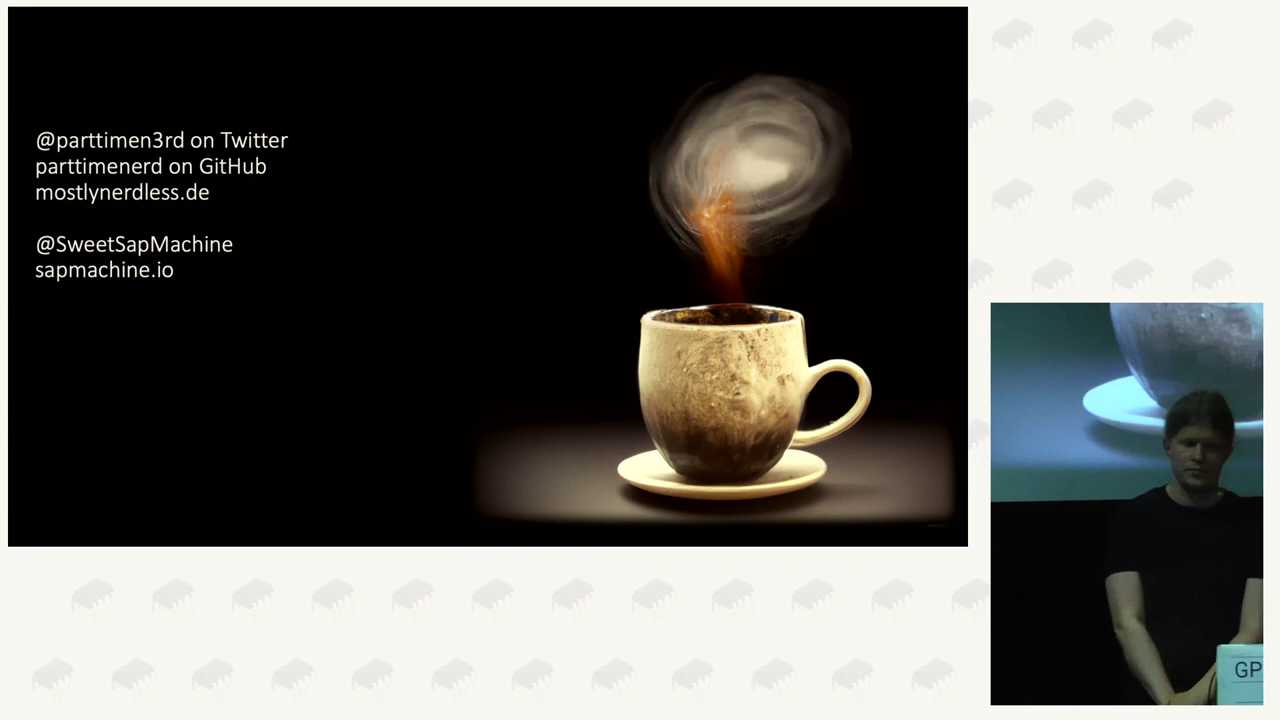 @parttimen3rd on Twitter
parttimenerd on GitHub
mostlynerdless.de
@SweetSapMachine
sapmachine.io
GP